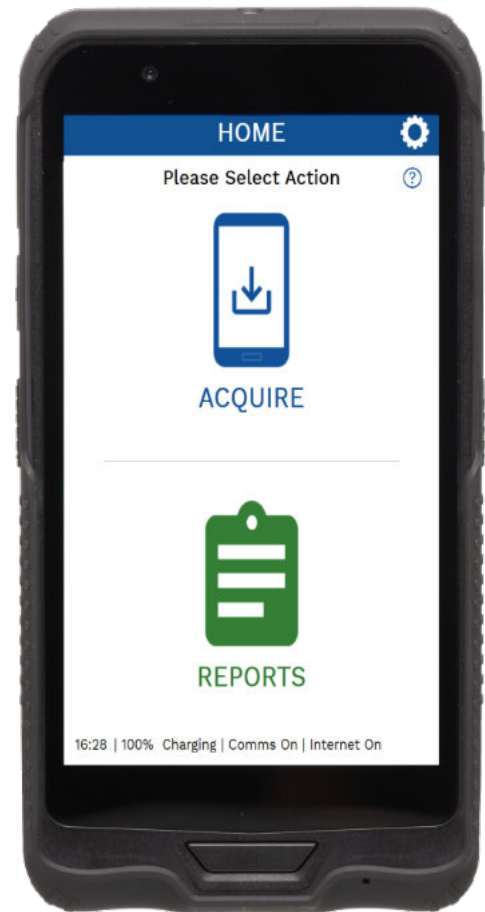 HOME
Please Select Action
?
ACQUIRE
REPORTS
16:28 | 100% Charging | Comms On | Internet On